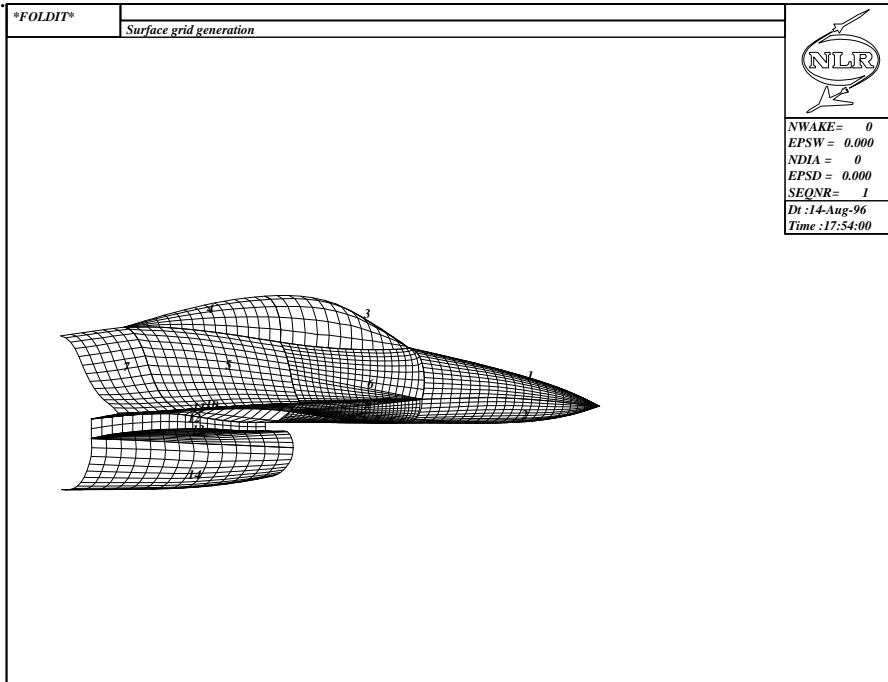 *FOLDIT*
Surface grid generation
NLR
NWAKE= 0
EPSW = 0.000
NDIA = 0
EPSD = 0.000
SEQNR= 1
Dt :14-Aug-96
Time :17:54:00
4
3
7
5
6
1
14